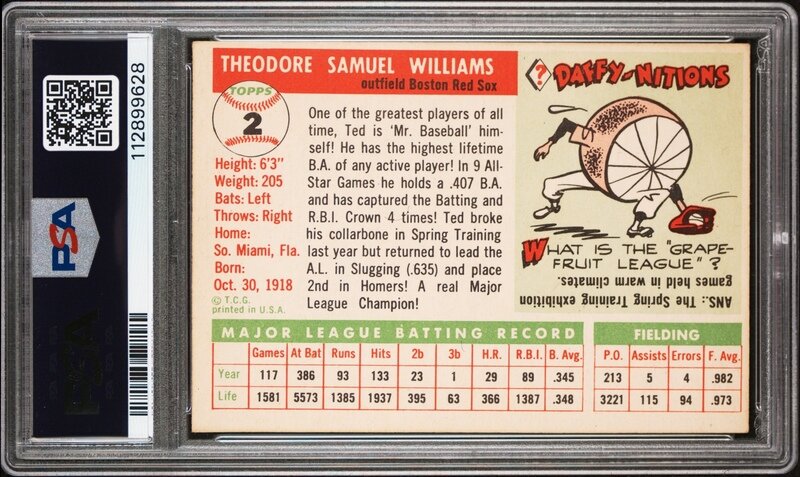 112899628
PSA
THEODORE SAMUEL WILLIAMS
outfield Boston Red Sox
TOPPS
2
Height: 6'3"
Weight: 205
Bats: Left
Throws: Right
Home:
So. Miami, Fla.
Born:
Oct. 30, 1918
© T.C.G.
printed in U.S.A.
One of the greatest players of all
time, Ted is 'Mr. Baseball' him-
self! He has the highest lifetime
B.A. of any active player! In 9 All-
Star Games he holds a .407 B.A.
and has captured the Batting and
R.B.I. Crown 4 times! Ted broke
his collarbone in Spring Training
last year but returned to lead the
A.L. in Slugging (.635) and place
2nd in Homers! A real Major
League Champion!
? DAFFY-NITIONS
WHAT IS THE "GRAPE-
FRUIT LEAGUE"?
ANS.: The Spring Training exhibition
games held in warm climates.
MAJOR LEAGUE BATTING RECORD
Games At Bat Runs Hits 2b 3b H.R. R.B.I. B. Avg.
Year 117 386 93 133 23 1 29 89 .345
Life 1581 5573 1385 1937 395 63 366 1387 .348
FIELDING
P.O. Assists Errors F. Avg.
213 5 4 .982
3221 115 94 .973